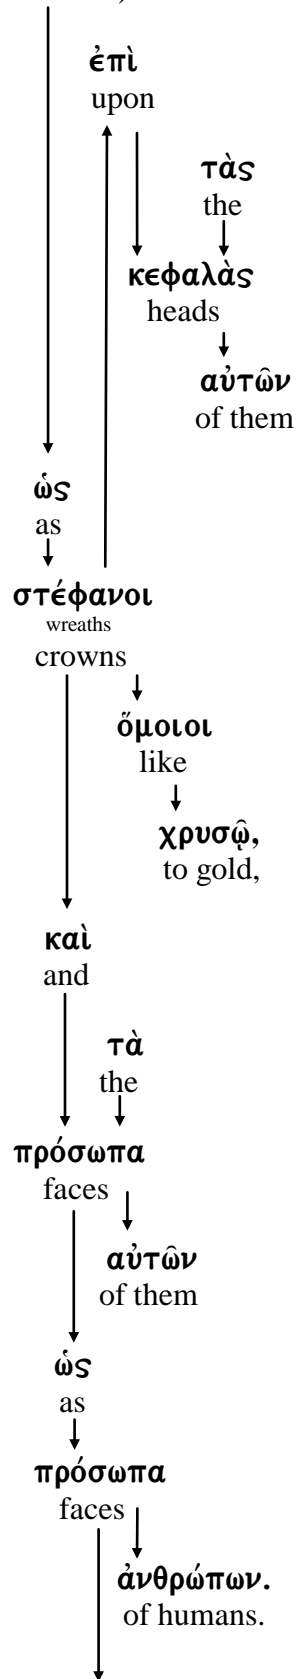 ἐπὶ
upon
τὰς
the
κεφαλὰς
heads
αὐτῶν
of them
ὡς
as
στέφανοι
wreaths
crowns
ὅμοιοι
like
χρυσῷ,
to gold,
καὶ
and
τὰ
the
πρόσωπα
faces
αὐτῶν
of them
ὡς
as
πρόσωπα
faces
ἀνθρώπων.
of humans.